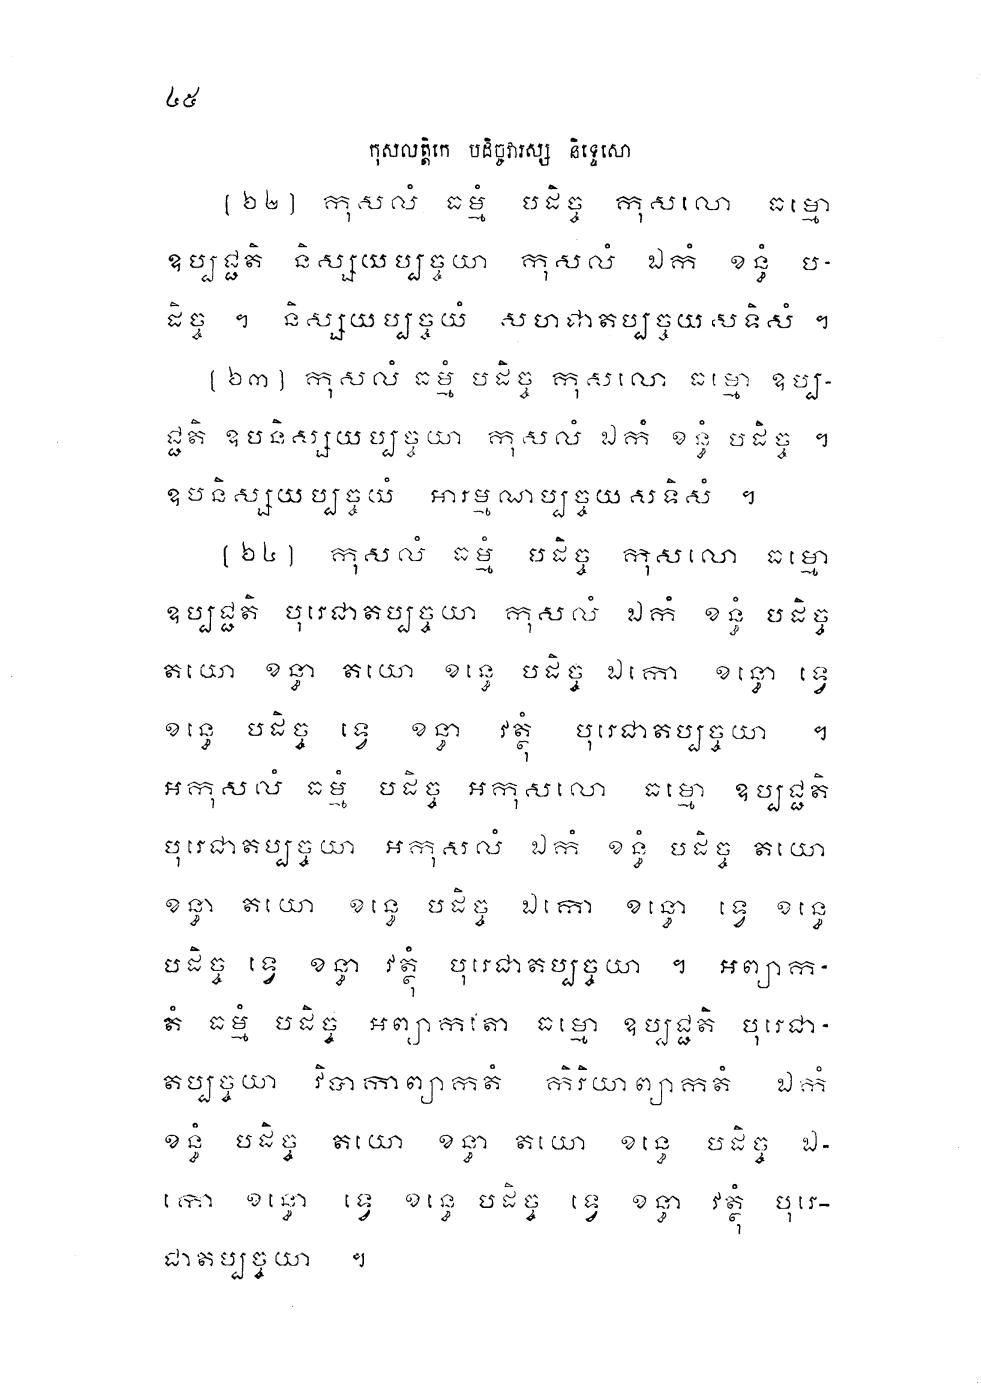 ៤៥
កុសលត្តិកេ បដិច្ចវារស្ស និទ្ទេសោ
(៦២) កុសលំ ធម្មំ បដិច្ច កុសលោ ធម្មោ
ឧប្បជ្ជតិ និស្សយប្បច្ចយា កុសលំ ឯកំ ខន្ធំ ប-
ដិច្ច ។ និស្សយប្បច្ចយំ សហជាតប្បច្ចយសទិសំ ។
(៦៣) កុសលំ ធម្មំ បដិច្ច កុសលោ ធម្មោ ឧប្ប-
ជ្ជតិ ឧបនិស្សយប្បច្ចយា កុសលំ ឯកំ ខន្ធំ បដិច្ច ។
ឧបនិស្សយប្បច្ចយំ អារម្មណប្បច្ចយសទិសំ ។
(៦៤) កុសលំ ធម្មំ បដិច្ច កុសលោ ធម្មោ
ឧប្បជ្ជតិ បុរេជាតប្បច្ចយា កុសលំ ឯកំ ខន្ធំ បដិច្ច
តយោ ខន្ធា តយោ ខន្ធេ បដិច្ច ឯកោ ខន្ធោ ទ្វេ
ខន្ធេ បដិច្ច ទ្វេ ខន្ធា វត្ថុំ បុរេជាតប្បច្ចយា ។
អកុសលំ ធម្មំ បដិច្ច អកុសលោ ធម្មោ ឧប្បជ្ជតិ
បុរេជាតប្បច្ចយា អកុសលំ ឯកំ ខន្ធំ បដិច្ច តយោ
ខន្ធា តយោ ខន្ធេ បដិច្ច ឯកោ ខន្ធោ ទ្វេ ខន្ធេ
បដិច្ច ទ្វេ ខន្ធា វត្ថុំ បុរេជាតប្បច្ចយា ។ អព្យាក-
តំ ធម្មំ បដិច្ច អព្យាកតោ ធម្មោ ឧប្បជ្ជតិ បុរេជា-
តប្បច្ចយា វិបាកាព្យាកតំ កិរិយាព្យាកតំ ឯកំ
ខន្ធំ បដិច្ច តយោ ខន្ធា តយោ ខន្ធេ បដិច្ច ឯ-
កោ ខន្ធោ ទ្វេ ខន្ធេ បដិច្ច ទ្វេ ខន្ធា វត្ថុំ បុរេ-
ជាតប្បច្ចយា ។